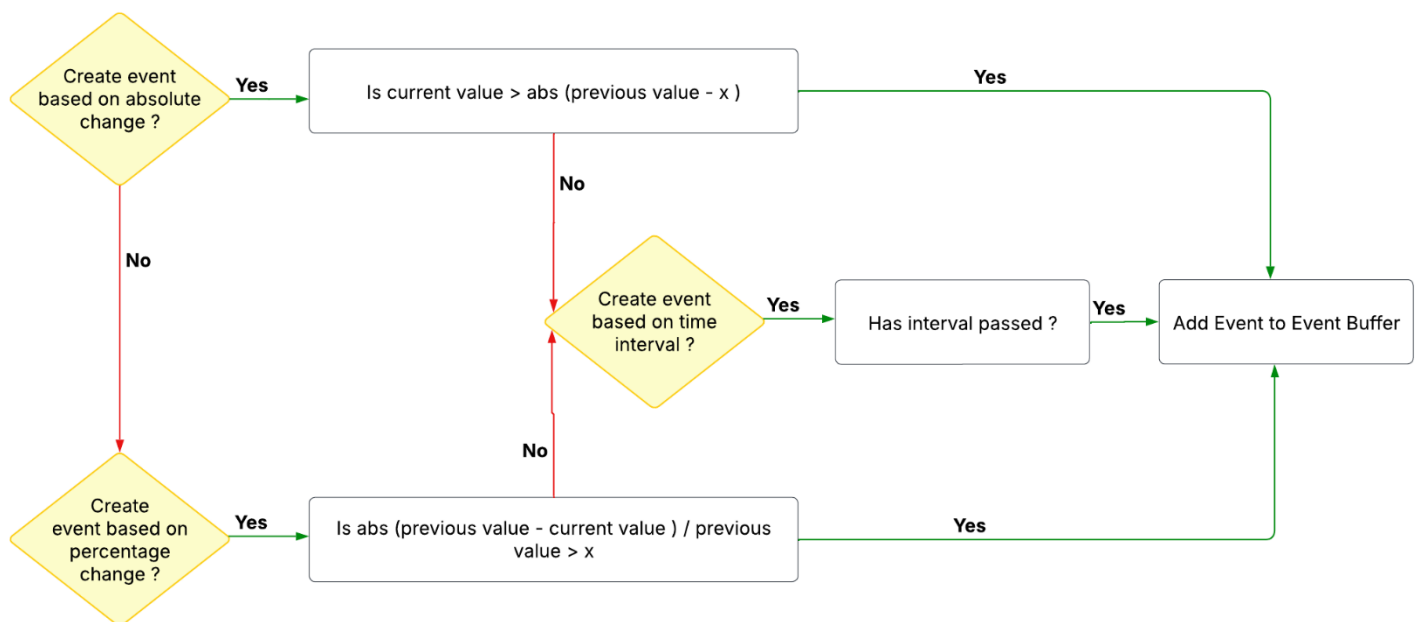 Create event
based on absolute
change ?
Yes
Is current value > abs (previous value - x )
Yes
No
No
Create event
based on time
interval ?
Yes
Has interval passed ?
Yes
Add Event to Event Buffer
No
Create
event based on
percentage
change ?
Yes
Is abs (previous value - current value ) / previous
value > x
Yes